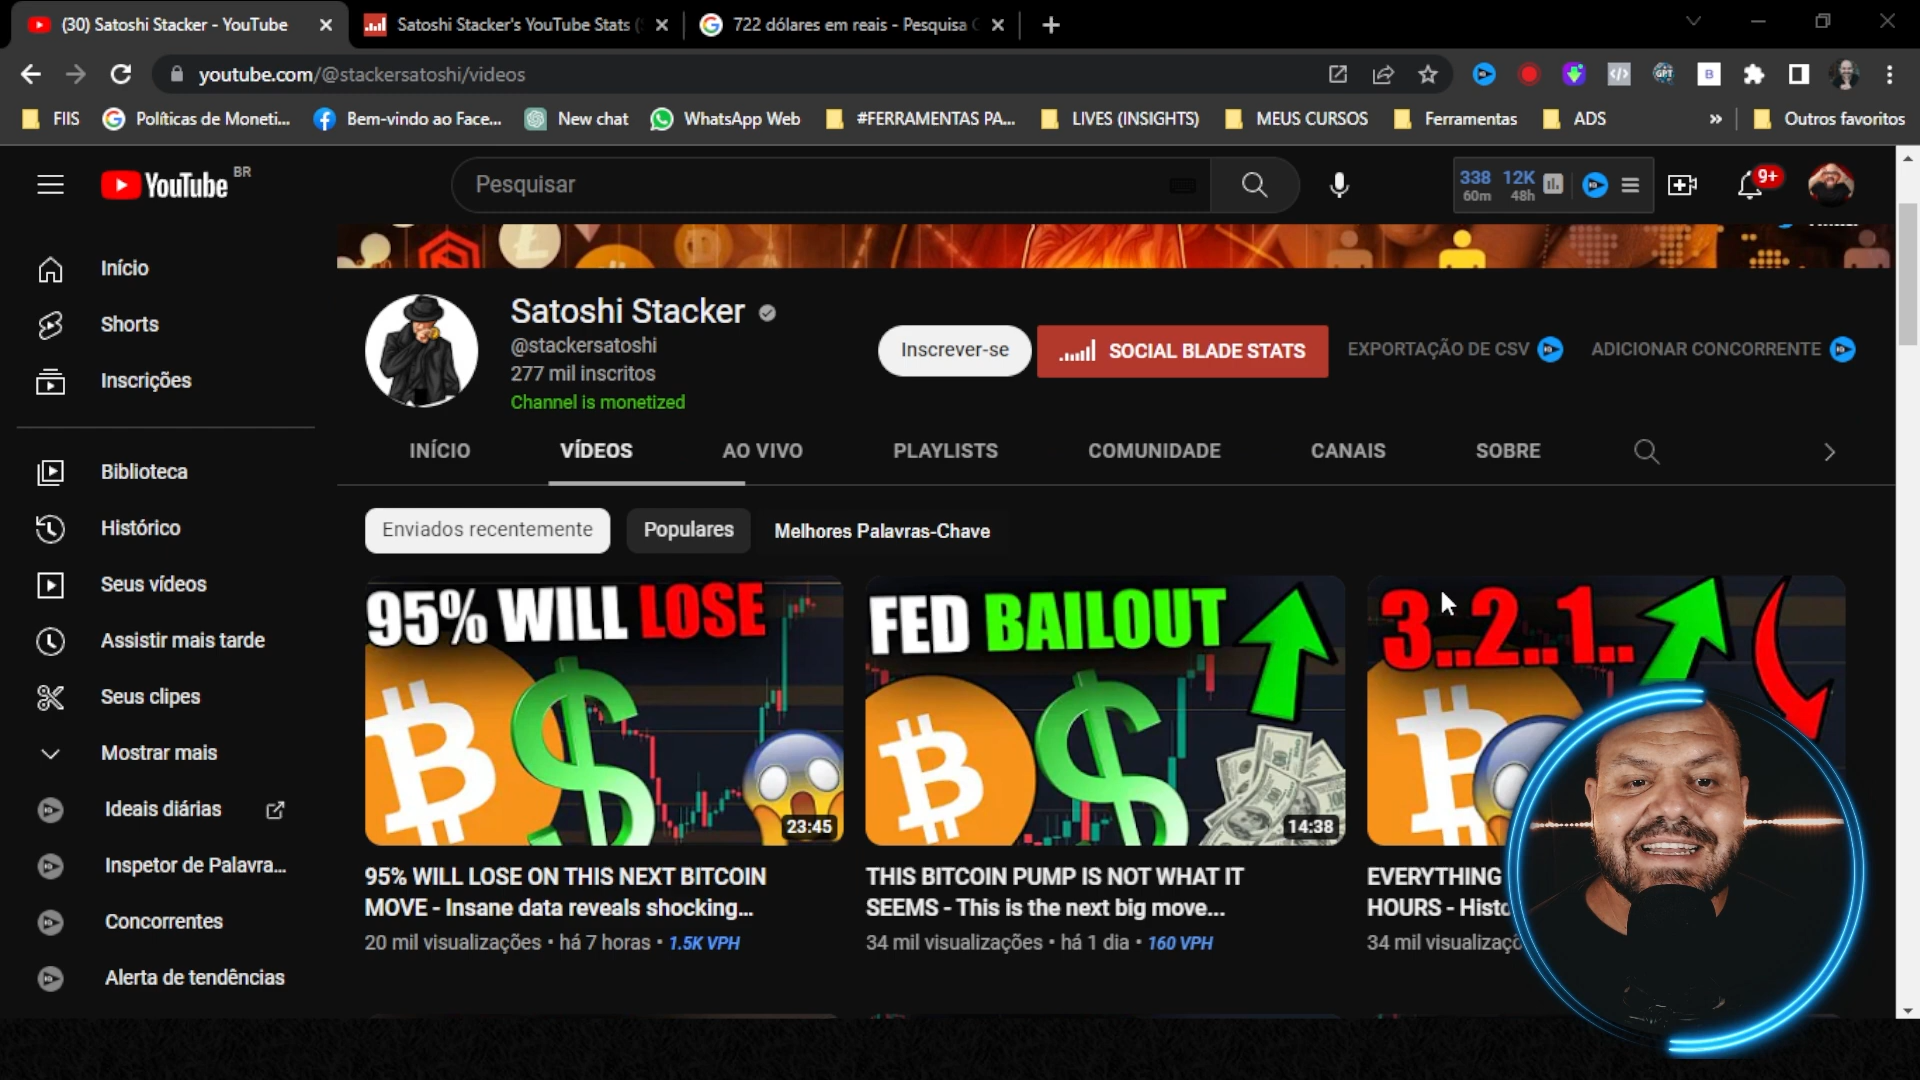 (30) Satoshi Stacker - YouTube
Satoshi Stacker's YouTube Stats (
722 dólares em reais - Pesquisa
youtube.com/@stackersatoshi/videos
FIIS
Políticas de Moneti...
Bem-vindo ao Face...
New chat
WhatsApp Web
#FERRAMENTAS PA...
LIVES (INSIGHTS)
MEUS CURSOS
Ferramentas
ADS
»
Outros favoritos
YouTube BR
Pesquisar
338 12K
60m 48h
9+
Início
Shorts
Inscrições
Biblioteca
Histórico
Seus vídeos
Assistir mais tarde
Seus clipes
Mostrar mais
Ideais diárias
Inspetor de Palavra...
Concorrentes
Alerta de tendências
Satoshi Stacker
@stackersatoshi
277 mil inscritos
Channel is monetized
Inscrever-se
SOCIAL BLADE STATS
EXPORTAÇÃO DE CSV
ADICIONAR CONCORRENTE
INÍCIO
VÍDEOS
AO VIVO
PLAYLISTS
COMUNIDADE
CANAIS
SOBRE
Enviados recentemente
Populares
Melhores Palavras-Chave
95% WILL LOSE
23:45
95% WILL LOSE ON THIS NEXT BITCOIN
MOVE - Insane data reveals shocking...
20 mil visualizações • há 7 horas • 1.5K VPH
FED BAILOUT
14:38
THIS BITCOIN PUMP IS NOT WHAT IT
SEEMS - This is the next big move...
34 mil visualizações • há 1 dia • 160 VPH
3..2..1..
EVERYTHING
HOURS - Histo
34 mil visualizaçõ